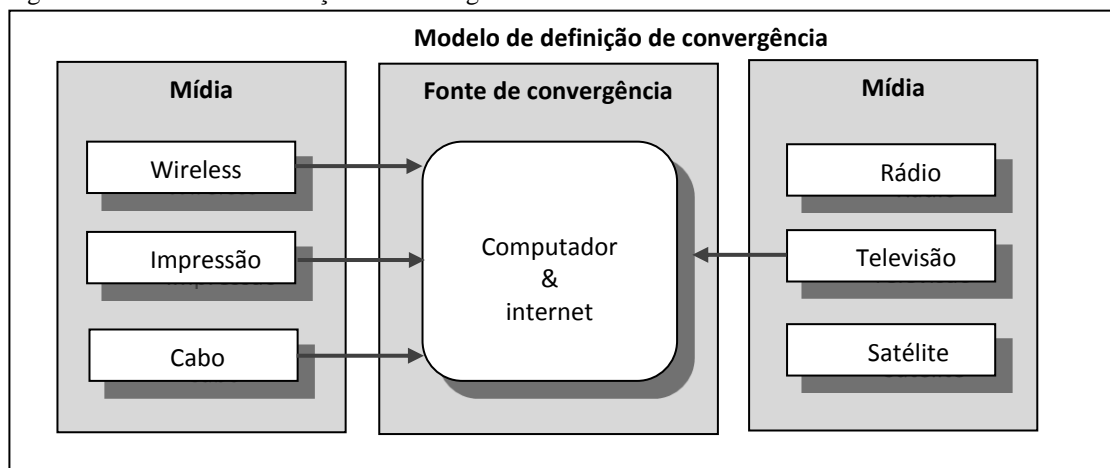 Modelo de definição de convergência
Mídia
Wireless
Impressão
Cabo
Fonte de convergência
Computador
&
internet
Mídia
Rádio
Televisão
Satélite